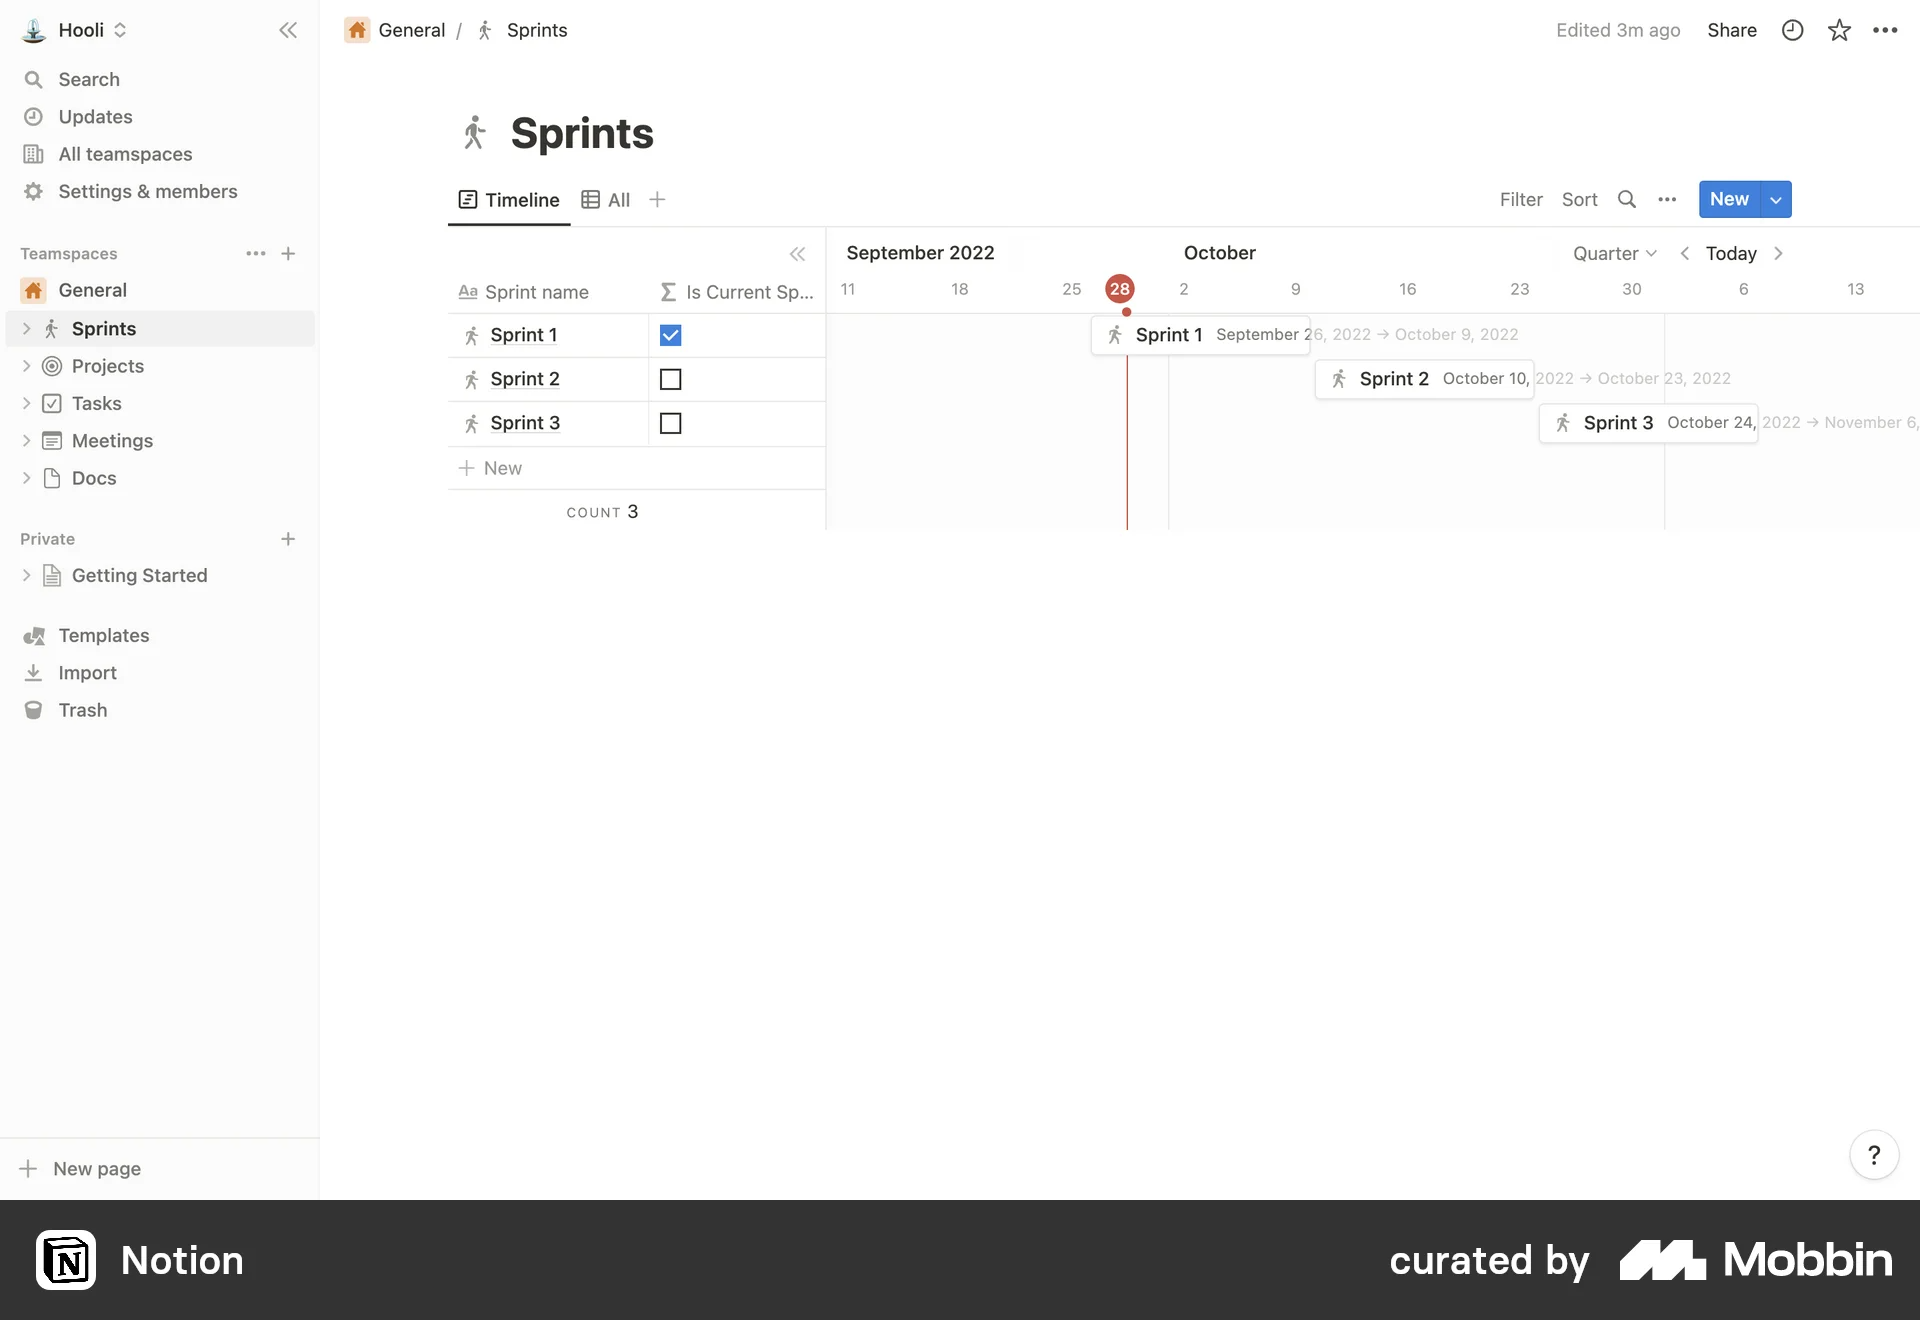 Hooli
Search
Updates
All teamspaces
Settings & members
Teamspaces
General
Sprints
Projects
Tasks
Meetings
Docs
Private
Getting Started
Templates
Import
Trash
New page
General / Sprints
Edited 3m ago Share
Sprints
Timeline All
Filter Sort New
September 2022 October Quarter Today
Aa Sprint name Σ Is Current Sp...
11 18 25 28 2 9 16 23 30 6 13
Sprint 1
Sprint 1 September 26, 2022 → October 9, 2022
Sprint 2
Sprint 2 October 10, 2022 → October 23, 2022
Sprint 3
Sprint 3 October 24, 2022 → November 6,
New
COUNT 3
?
N Notion
curated by Mobbin